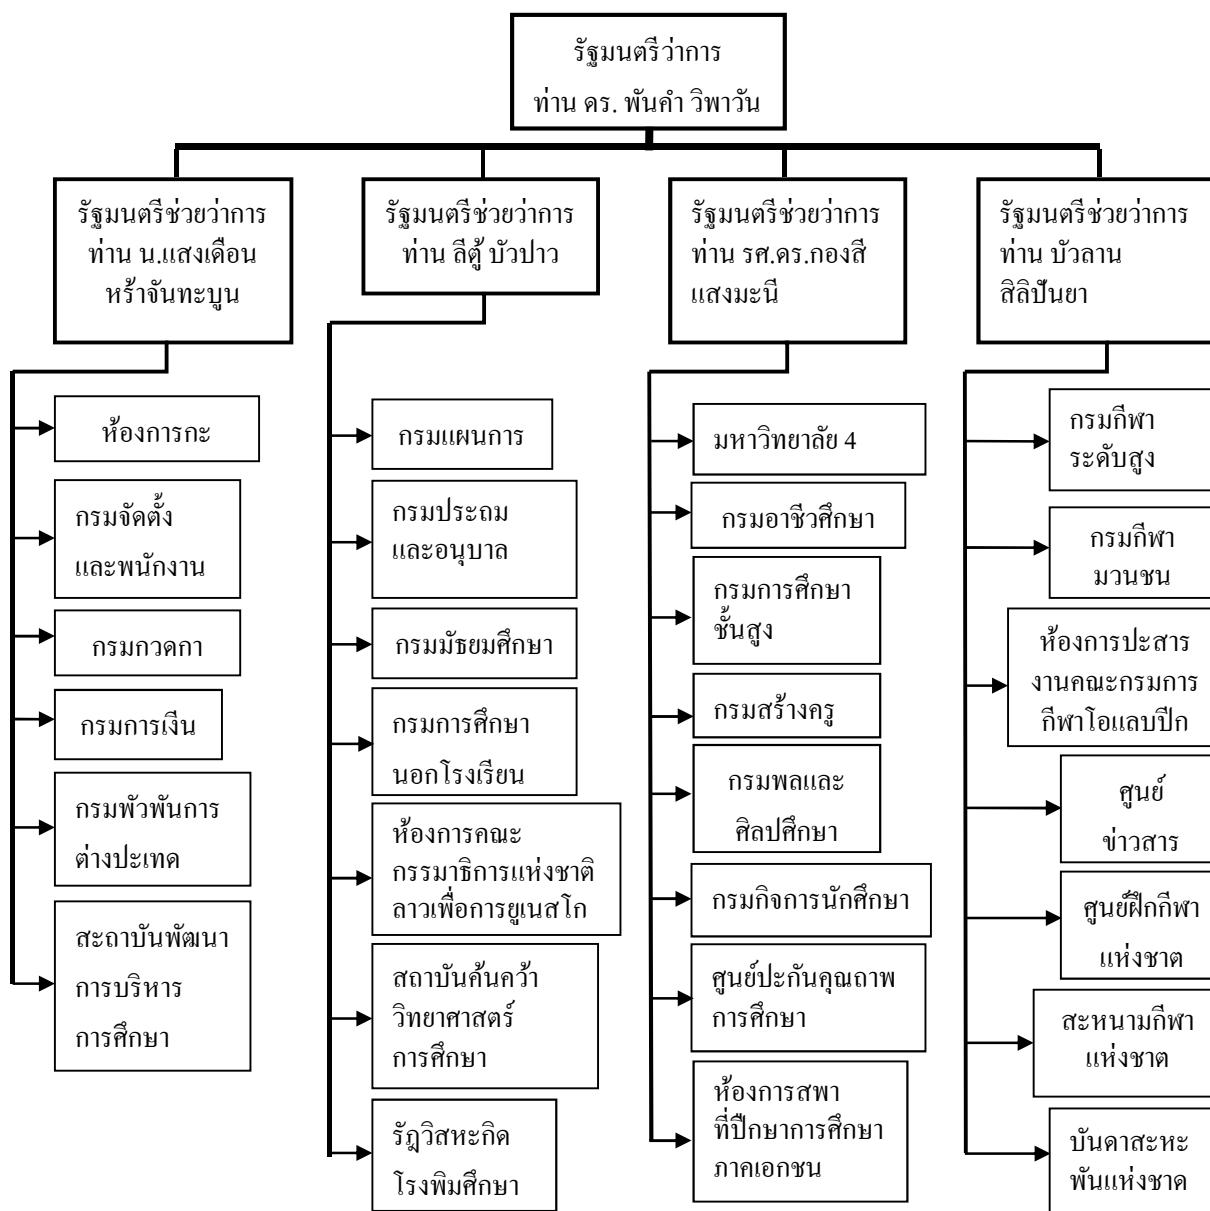 รัฐมนตรีว่าการ
ท่าน ดร. พันคำ วิพาวัน
รัฐมนตรีช่วยว่าการ
ท่าน น.แสงเดือน
หร้าจันทะบูน
ห้องการกะ
กรมจัดตั้ง
และพนักงาน
กรมกวดกา
กรมการเงิน
กรมพัวพันการ
ต่างประเทด
สะถาบันพัฒนา
การบริหาร
การศึกษา
รัฐมนตรีช่วยว่าการ
ท่าน ลีตู้ บัวปาว
กรมแผนการ
กรมประถม
และอนุบาล
กรมมัธยมศึกษา
กรมการศึกษา
นอกโรงเรียน
ห้องการคณะ
กรรมาธิการแห่งชาติ
ลาวเพื่อการยูเนสโก
สถาบันค้นคว้า
วิทยาศาสตร์
การศึกษา
รัฎวิสหะกิด
โรงพิมศึกษา
รัฐมนตรีช่วยว่าการ
ท่าน รศ.ดร.กองสี
แสงมะนี
มหาวิทยาลัย 4
กรมอาชีวศึกษา
กรมการศึกษา
ชั้นสูง
กรมสร้างครู
กรมพลและ
ศิลปศึกษา
กรมกิจการนักศึกษา
ศูนย์ประกันคุณภาพ
การศึกษา
ห้องการสพา
ที่ปึกษาการศึกษา
ภาคเอกชน
รัฐมนตรีช่วยว่าการ
ท่าน บัวลาน
สิลิปันยา
กรมกีฬา
ระดับสูง
กรมกีฬา
มวนชน
ห้องการปะสาร
งานคณะกรมการ
กีฬาโอแลบปีก
ศูนย์
ข่าวสาร
ศูนย์ฝึกกีฬา
แห่งชาต
สะหนามกีฬา
แห่งชาต
บันดาสะหะ
พันแห่งชาด